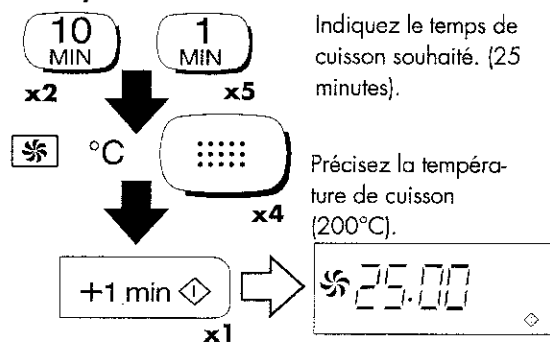 10
MIN
x2
1
MIN
x5
Indiquez le temps de
cuisson souhaité. (25
minutes).
°C
x4
Précisez la tempéra-
ture de cuisson
(200°C).
+1 min
x1
25.00